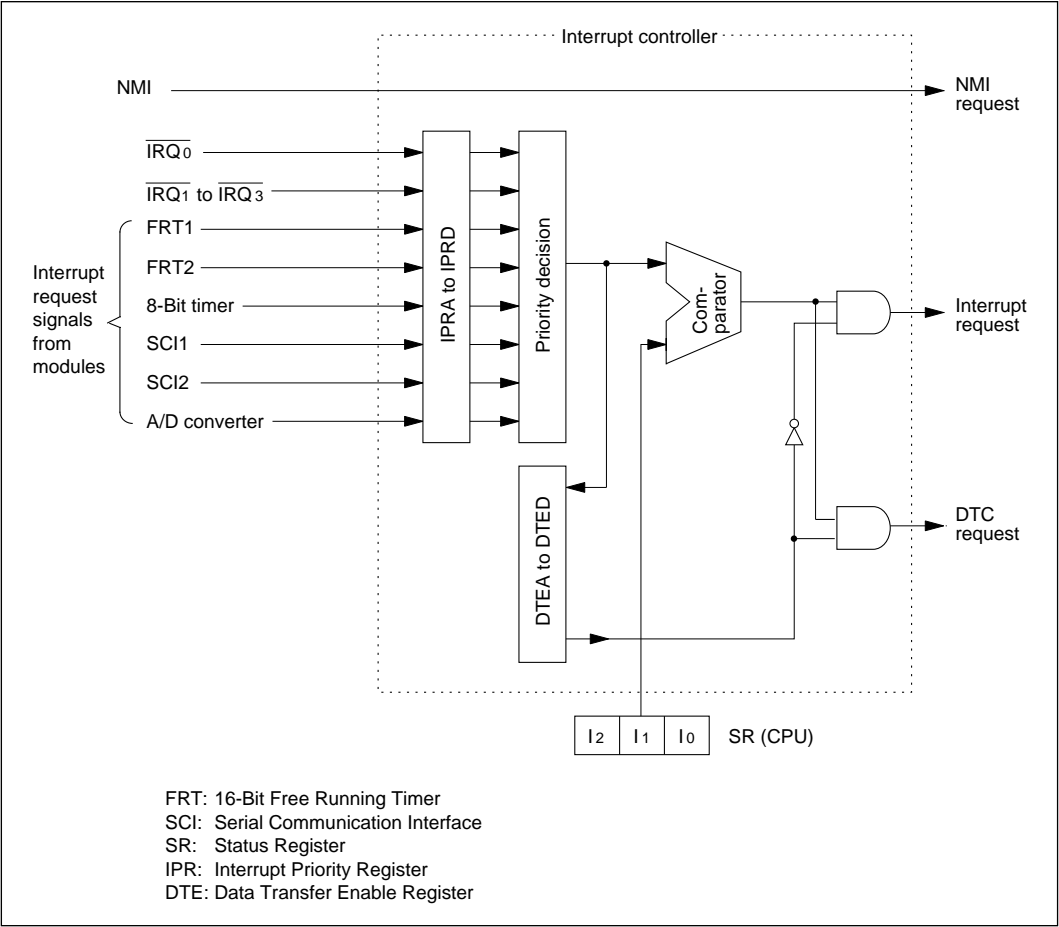 Interrupt controller
NMI
NMI
request
IRQ0
IRQ1 to IRQ3
FRT1
FRT2
8-Bit timer
SCI1
SCI2
A/D converter
Interrupt
request
signals
from
modules
IPRA to IPRD
Priority decision
Com-
parator
Interrupt
request
DTEA to DTED
DTC
request
I2 I1 I0 SR (CPU)
FRT: 16-Bit Free Running Timer
SCI: Serial Communication Interface
SR: Status Register
IPR: Interrupt Priority Register
DTE: Data Transfer Enable Register